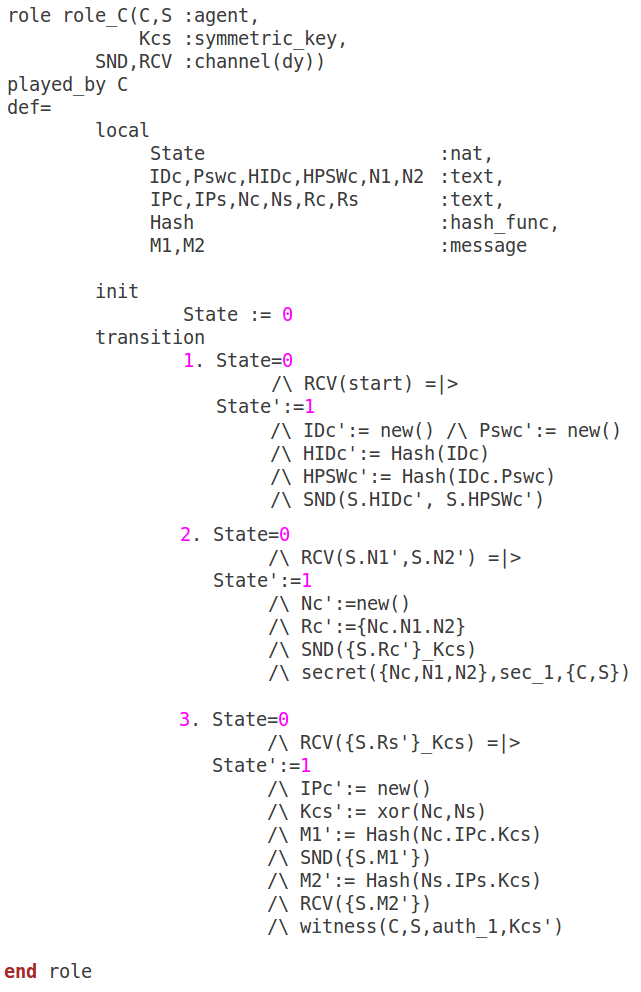 role role_C(C,S :agent,
            Kcs :symmetric_key,
        SND,RCV :channel(dy))
played_by C
def=
        local
             State                     :nat,
             IDc,Pswc,HIDc,HPSWc,N1,N2 :text,
             IPc,IPs,Nc,Ns,Rc,Rs       :text,
             Hash                      :hash_func,
             M1,M2                     :message
        init
                State := 0
        transition
                1. State=0
                        /\ RCV(start) =|>
                   State':=1
                        /\ IDc':= new() /\ Pswc':= new()
                        /\ HIDc':= Hash(IDc)
                        /\ HPSWc':= Hash(IDc.Pswc)
                        /\ SND(S.HIDc', S.HPSWc')
                2. State=0
                        /\ RCV(S.N1',S.N2') =|>
                   State':=1
                        /\ Nc':=new()
                        /\ Rc':={Nc.N1.N2}
                        /\ SND({S.Rc'}_Kcs)
                        /\ secret({Nc,N1,N2},sec_1,{C,S})
                3. State=0
                        /\ RCV({S.Rs'}_Kcs) =|>
                   State':=1
                        /\ IPc':= new()
                        /\ Kcs':= xor(Nc,Ns)
                        /\ M1':= Hash(Nc.IPc.Kcs)
                        /\ SND({S.M1'})
                        /\ M2':= Hash(Ns.IPs.Kcs)
                        /\ RCV({S.M2'})
                        /\ witness(C,S,auth_1,Kcs')
end role